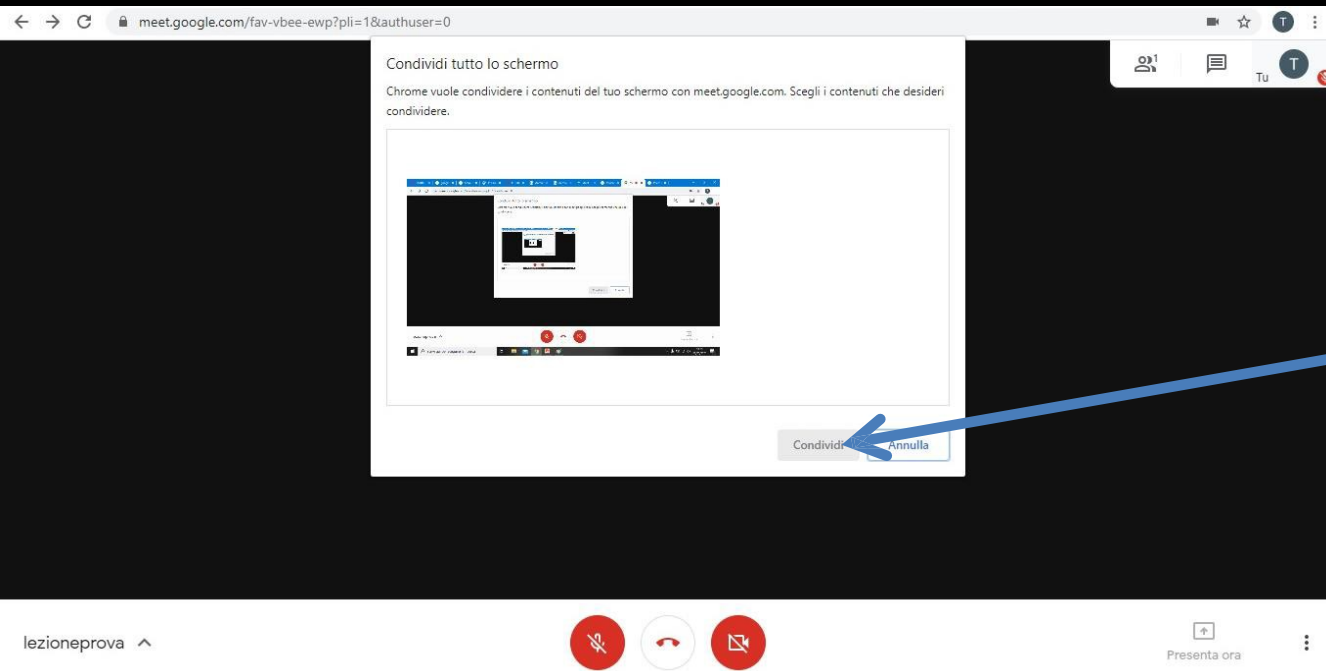 meet.google.com/fav-vbee-ewp?pli=1&authuser=0
T
Condividi tutto lo schermo
Chrome vuole condividere i contenuti del tuo schermo con meet.google.com. Scegli i contenuti che desideri
condividere.
1
Tu
T
Condividi
Annulla
lezioneprova
Presenta ora